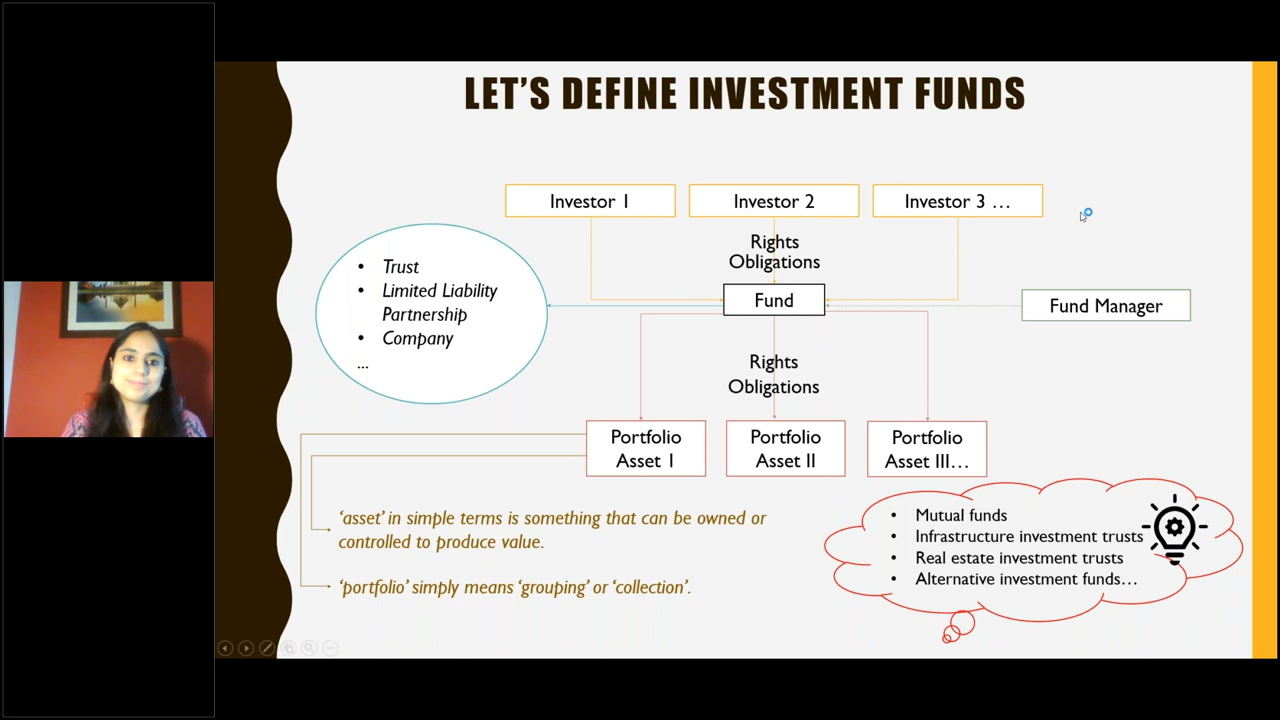 LET'S DEFINE INVESTMENT FUNDS
Investor 1
Investor 2
Investor 3 ...
Rights
Obligations
• Trust
• Limited Liability
Partnership
• Company
...
Fund
Fund Manager
Rights
Obligations
Portfolio
Asset I
Portfolio
Asset II
Portfolio
Asset III...
'asset' in simple terms is something that can be owned or
controlled to produce value.
'portfolio' simply means 'grouping' or 'collection'.
• Mutual funds
• Infrastructure investment trusts
• Real estate investment trusts
• Alternative investment funds...